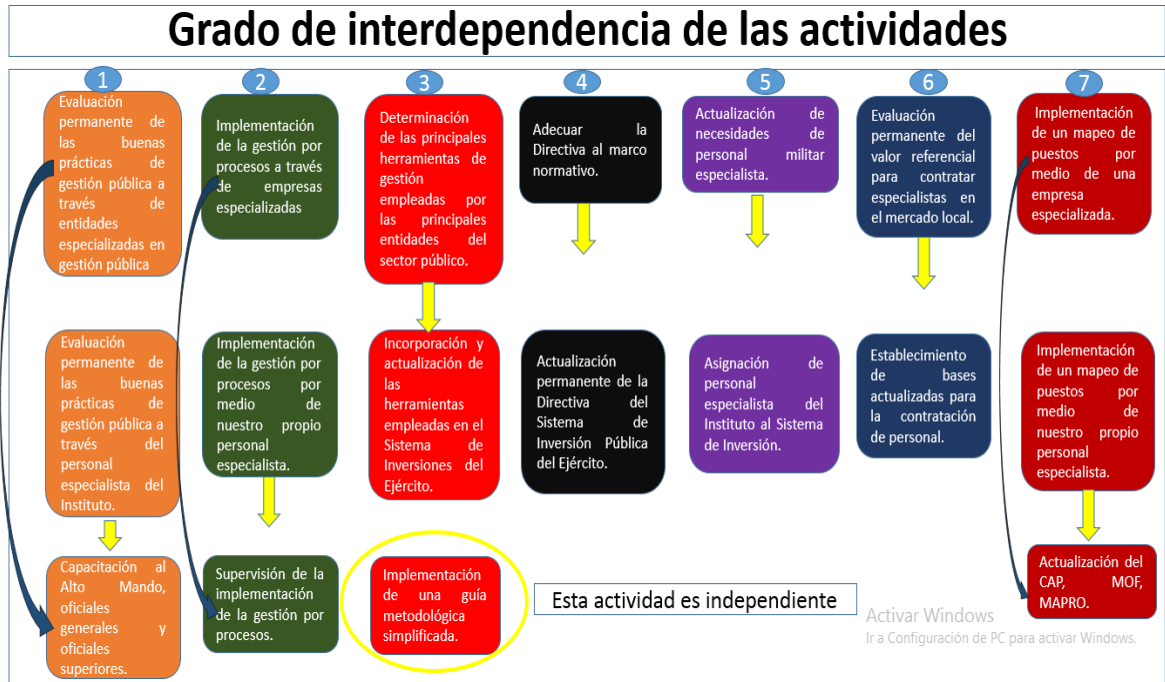 Grado de interdependencia de las actividades
1
Evaluación
permanente de
las buenas
prácticas de
gestión pública a
través de
entidades
especializadas en
gestión pública
Evaluación
permanente de
las buenas
prácticas de
gestión pública a
través del
personal
especialista del
Instituto.
Capacitación al
Alto Mando,
oficiales
generales y
oficiales
superiores.
2
Implementación
de la gestión por
procesos a través
de empresas
especializadas
Implementación
de la gestión por
procesos por
medio de
nuestro propio
personal
especialista.
Supervisión de la
implementación
de la gestión por
procesos.
3
Determinación
de las principales
herramientas de
gestión
empleadas por
las principales
entidades del
sector público.
Incorporación y
actualización de
las
herramientas
empleadas en el
Sistema de
Inversiones del
Ejército.
Implementación
de una guía
metodológica
simplificada.
4
Adecuar la
Directiva al marco
normativo.
Actualización
permanente de la
Directiva del
Sistema de
Inversión Pública
del Ejército.
5
Actualización de
necesidades de
personal militar
especialista.
Asignación de
personal
especialista del
Instituto al Sistema
de Inversión.
6
Evaluación
permanente del
valor referencial
para contratar
especialistas en
el mercado local.
Establecimiento
de bases
actualizadas para
la contratación
de personal.
7
Implementación
de un mapeo de
puestos por
medio de una
empresa
especializada.
Implementación
de un mapeo de
puestos por
medio de
nuestro propio
personal
especialista.
Actualización del
CAP, MOF,
MAPRO.
Esta actividad es independiente
Activar Windows
Ir a Configuración de PC para activar Windows.